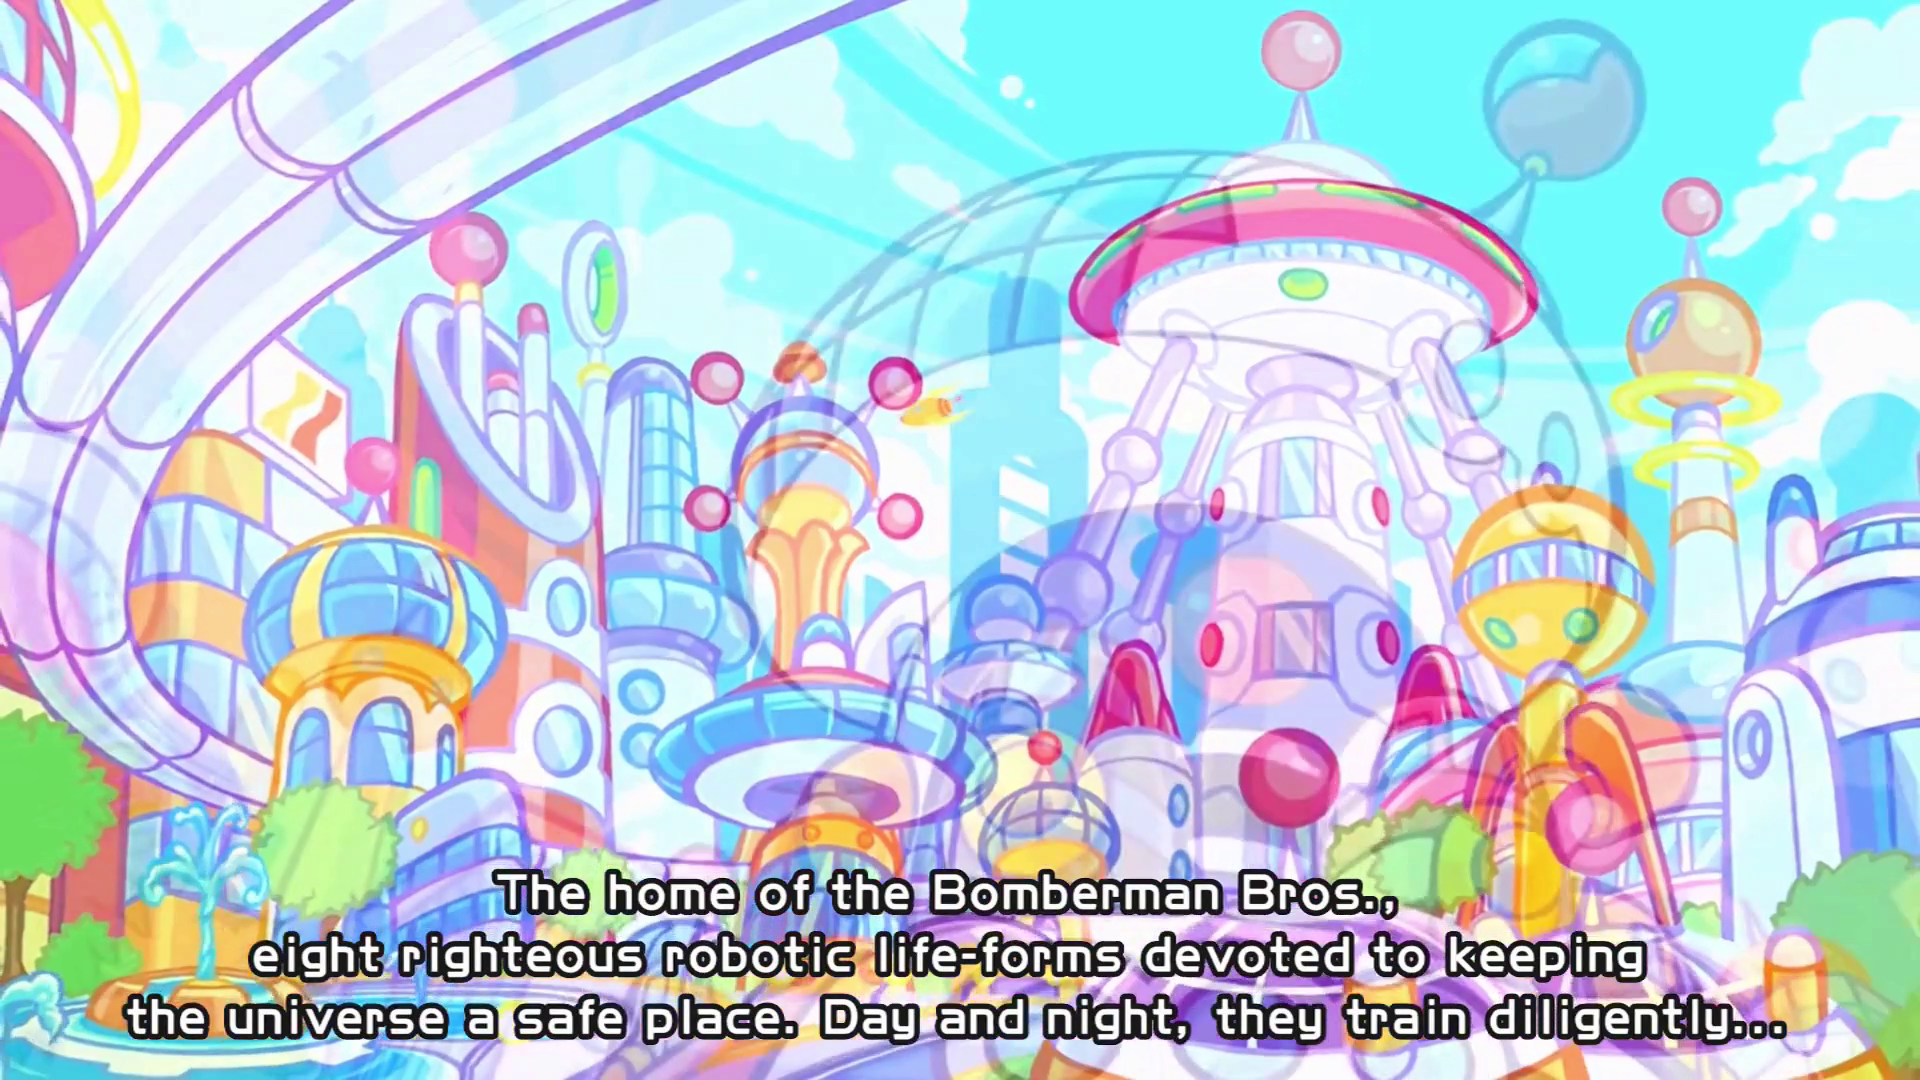 The home of the Bomberman Bros.,
eight righteous robotic life-forms devoted to keeping
the universe a safe place. Day and night, they train diligently...